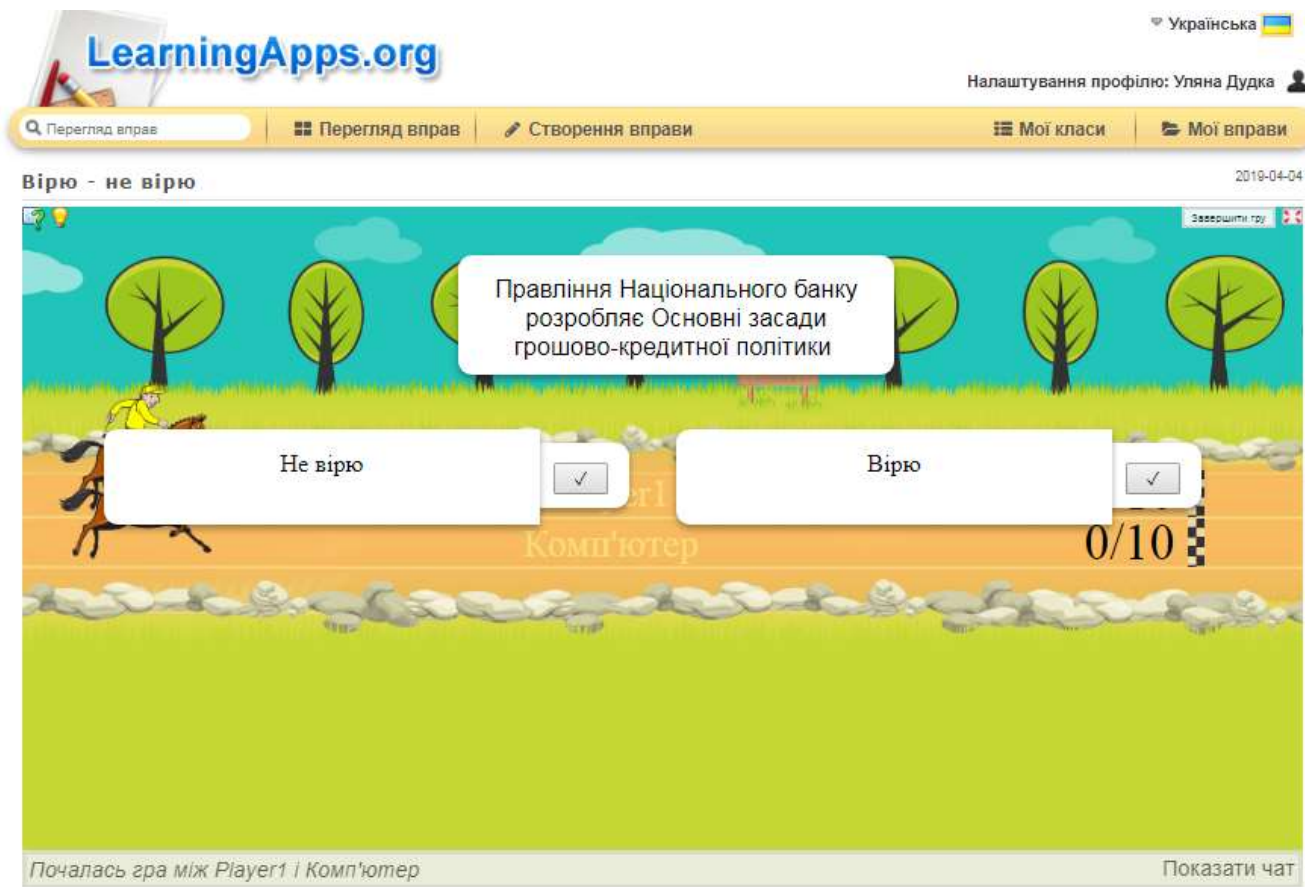 Українська
LearningApps.org
Налаштування профілю: Уляна Дудка
Перегляд вправ
Перегляд вправ
Створення вправи
Мої класи
Мої вправи
Вірю - не вірю
2019-04-04
Завершити гру
Правління Національного банку
розробляє Основні засади
грошово-кредитної політики
Не вірю
✓
Вірю
✓
Комп'ютер
0/10
Почалась гра між Player1 і Комп'ютер
Показати чат